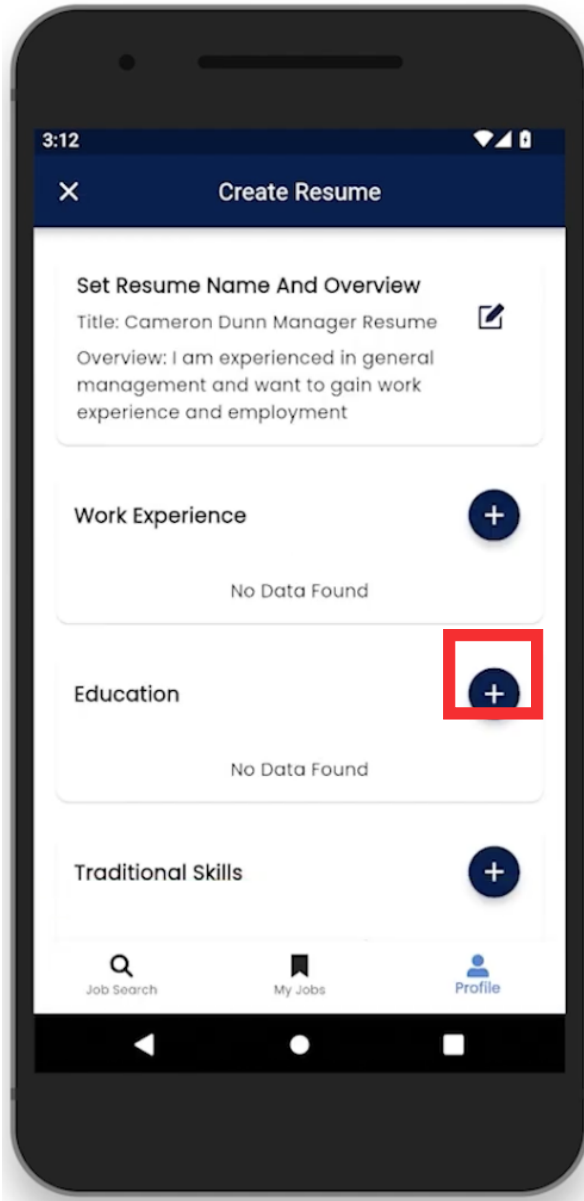 3:12
Create Resume
Set Resume Name And Overview
Title: Cameron Dunn Manager Resume
Overview: I am experienced in general
management and want to gain work
experience and employment
Work Experience
No Data Found
Education
No Data Found
Traditional Skills
Job Search
My Jobs
Profile